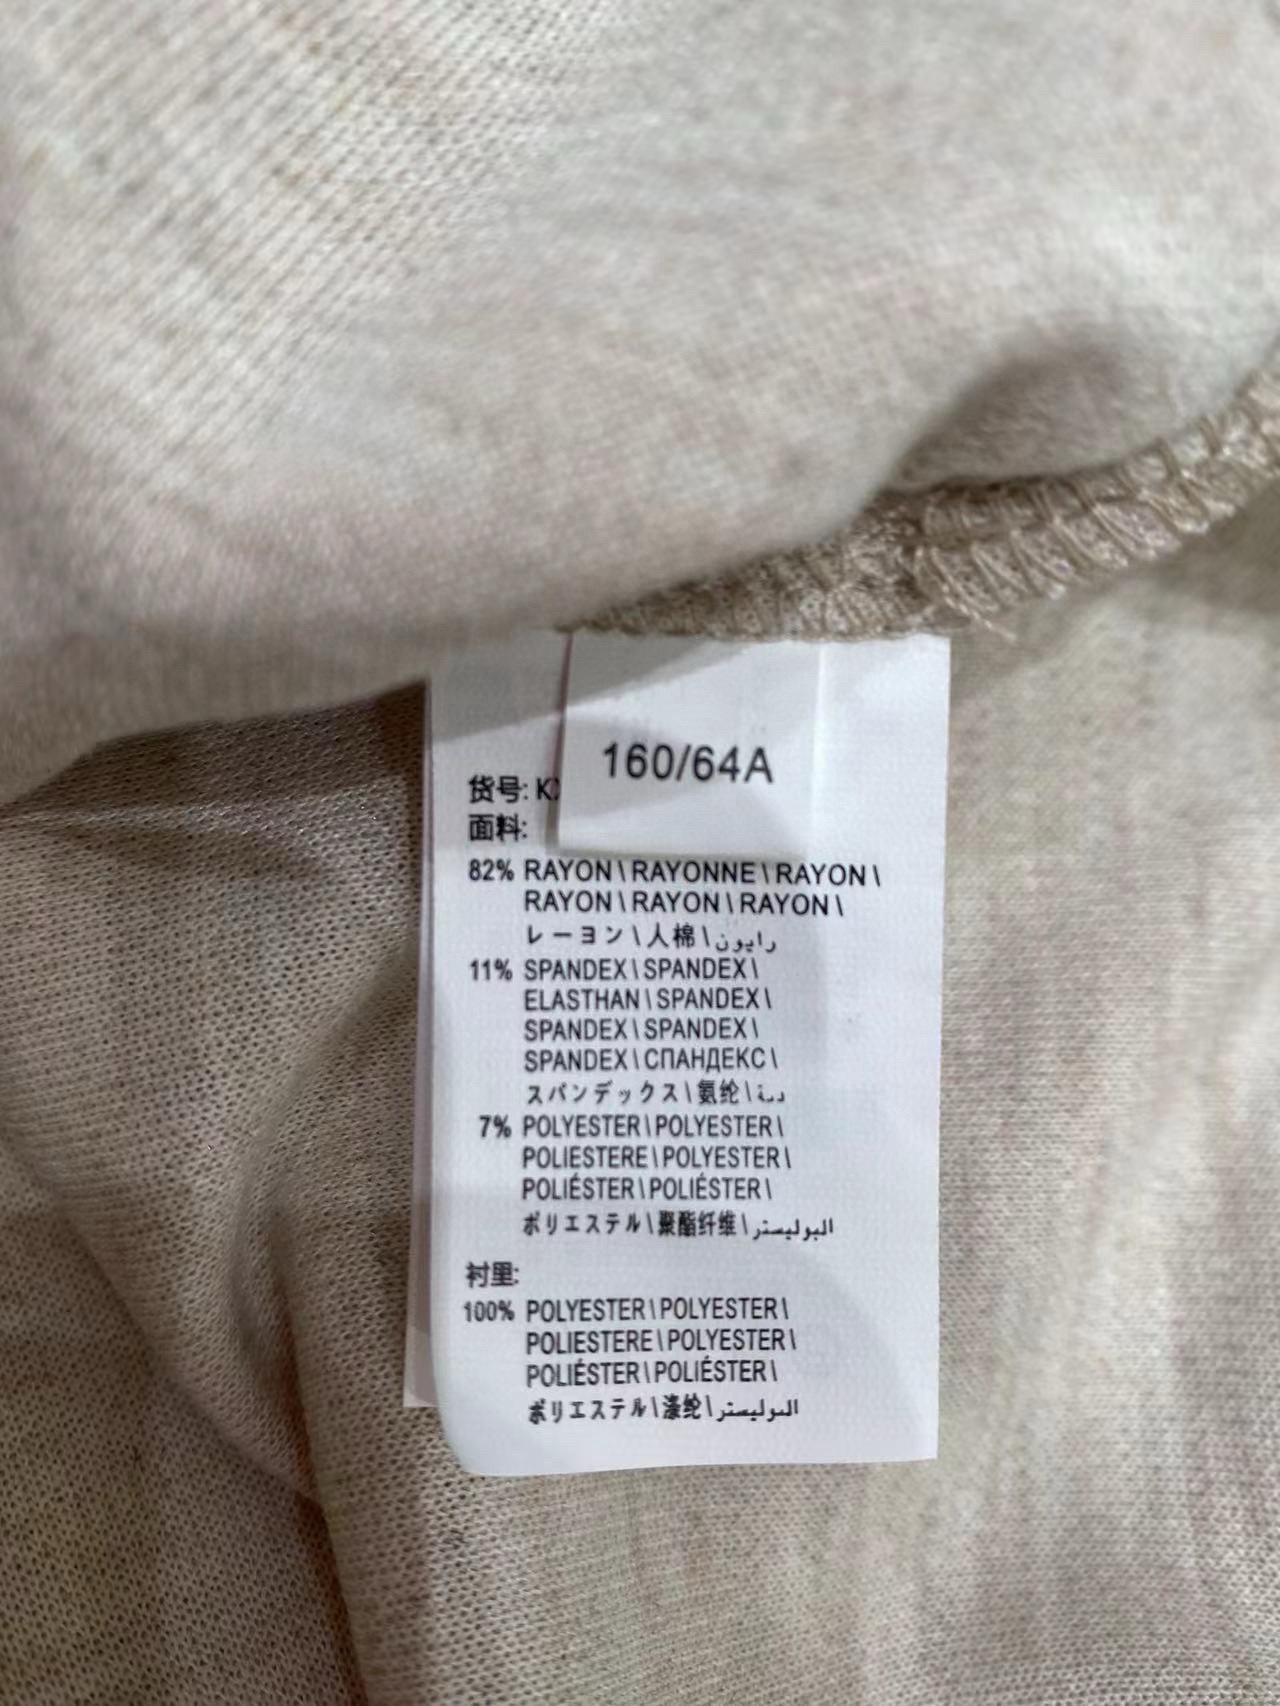 160/64A
货号: K
面料:
82% RAYON\RAYONNE\RAYON\
RAYON\RAYON\RAYON\
レーヨン\人棉\رايون
11% SPANDEX\SPANDEX\
ELASTHAN\SPANDEX\
SPANDEX\SPANDEX\
SPANDEX\СПАНДЕКС\
スパンデックス\氨纶\
7% POLYESTER\POLYESTER\
POLIESTERE\POLYESTER\
POLIÉSTER\POLIÉSTER\
ポリエステル\聚酯纤维\البوليستر
衬里:
100% POLYESTER\POLYESTER\
POLIESTERE\POLYESTER\
POLIÉSTER\POLIÉSTER\
ポリエステル\涤纶\البوليستر